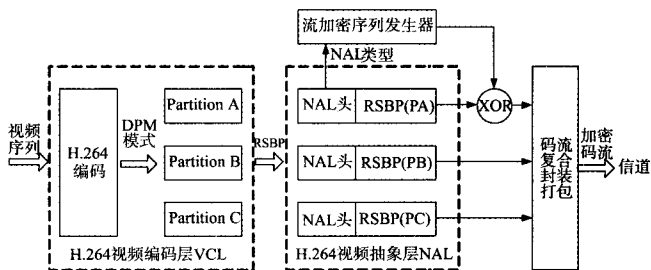 流加密序列发生器
NAL类型
Partition A
NAL头
RSBP(PA)
XOR
视频
序列
H.264
编码
DPM
模式
Partition B
RSBP
NAL头
RSBP(PB)
码流
复合
封装
打包
加密
码流
信道
Partition C
NAL头
RSBP(PC)
H.264视频编码层VCL
H.264视频抽象层NAL